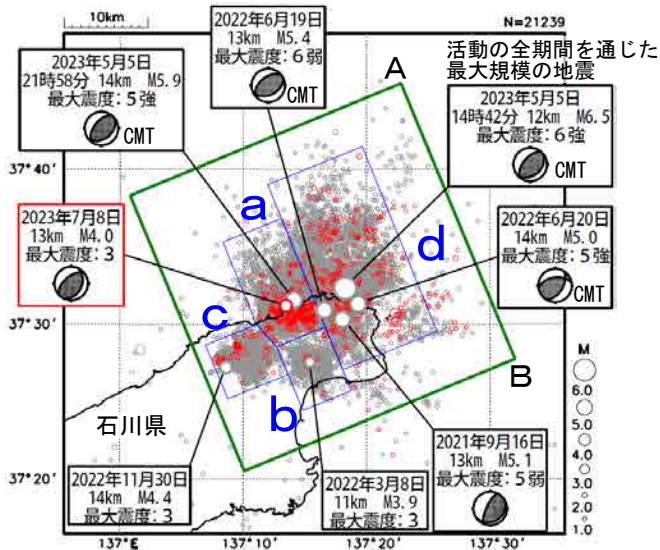 10km
N=21239
2022年6月19日
13km M5.4
最大震度:6弱
CMT
2023年5月5日
21時58分 14km M5.9
最大震度:5強
CMT
活動の全期間を通じた
最大規模の地震
2023年5月5日
14時42分 12km M6.5
最大震度:6強
CMT
A
37°40′
a
2023年7月8日
13km M4.0
最大震度:3
d
2022年6月20日
14m M5.0
最大震度:5強
CMT
37°30′
c
M
6.0
5.0
4.0
3.0
2.0
1.0
B
b
石川県
37°20′
2022年11月30日
14km M4.4
最大震度:3
2022年3月8日
11km M3.9
最大震度:3
2021年9月16日
13km M5.1
最大震度:5弱
137°E
137°10′
137°20′
137°30′